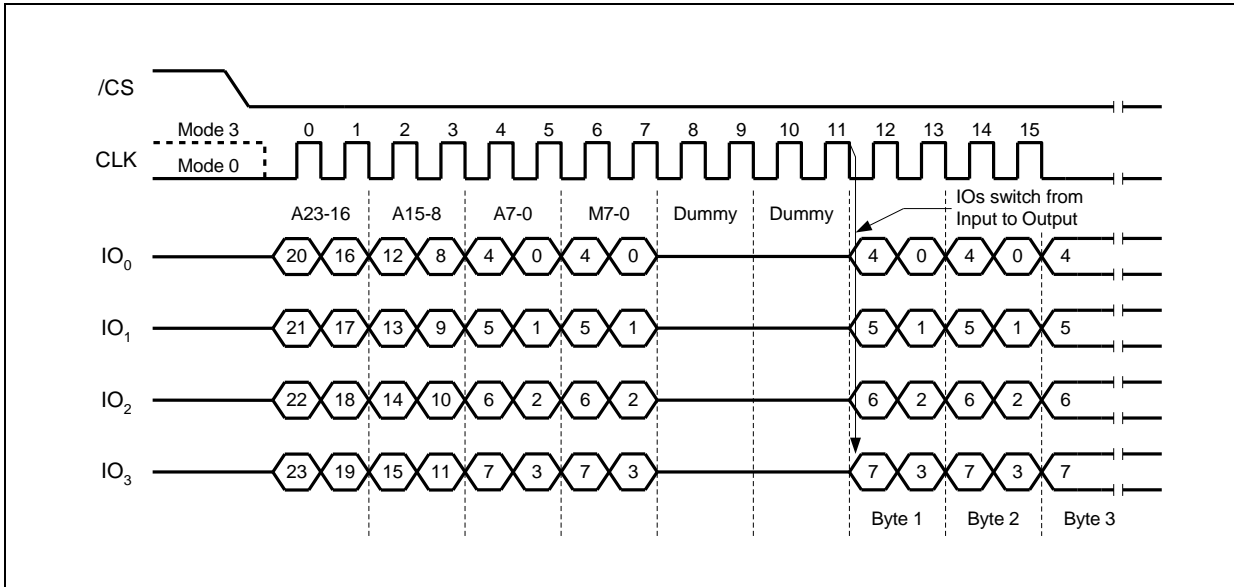 /CS
Mode 3 0 1 2 3 4 5 6 7 8 9 10 11 12 13 14 15
CLK
Mode 0
A23-16 A15-8 A7-0 M7-0 Dummy Dummy
IOs switch from
Input to Output
IO0 20 16 12 8 4 0 4 0 4 0 4 0 4
IO1 21 17 13 9 5 1 5 1 5 1 5 1 5
IO2 22 18 14 10 6 2 6 2 6 2 6 2 6
IO3 23 19 15 11 7 3 7 3 7 3 7 3 7
Byte 1 Byte 2 Byte 3